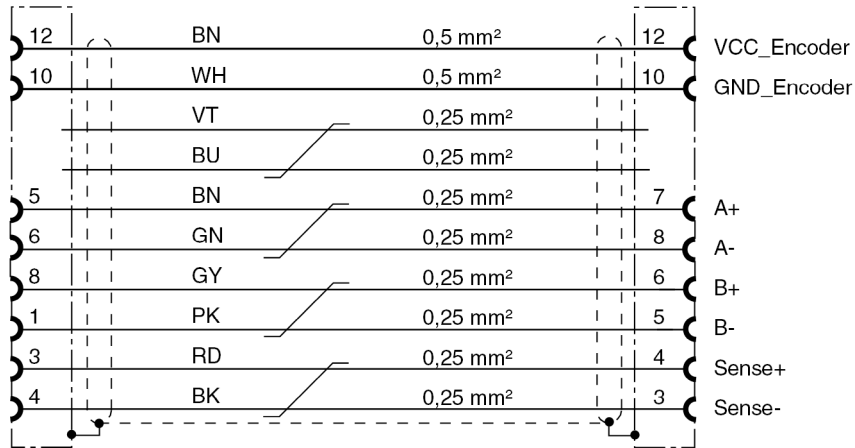 12 BN 0,5 mm² 12 VCC_Encoder
10 WH 0,5 mm² 10 GND_Encoder
VT 0,25 mm²
BU 0,25 mm²
5 BN 0,25 mm² 7 A+
6 GN 0,25 mm² 8 A-
8 GY 0,25 mm² 6 B+
1 PK 0,25 mm² 5 B-
3 RD 0,25 mm² 4 Sense+
4 BK 0,25 mm² 3 Sense-